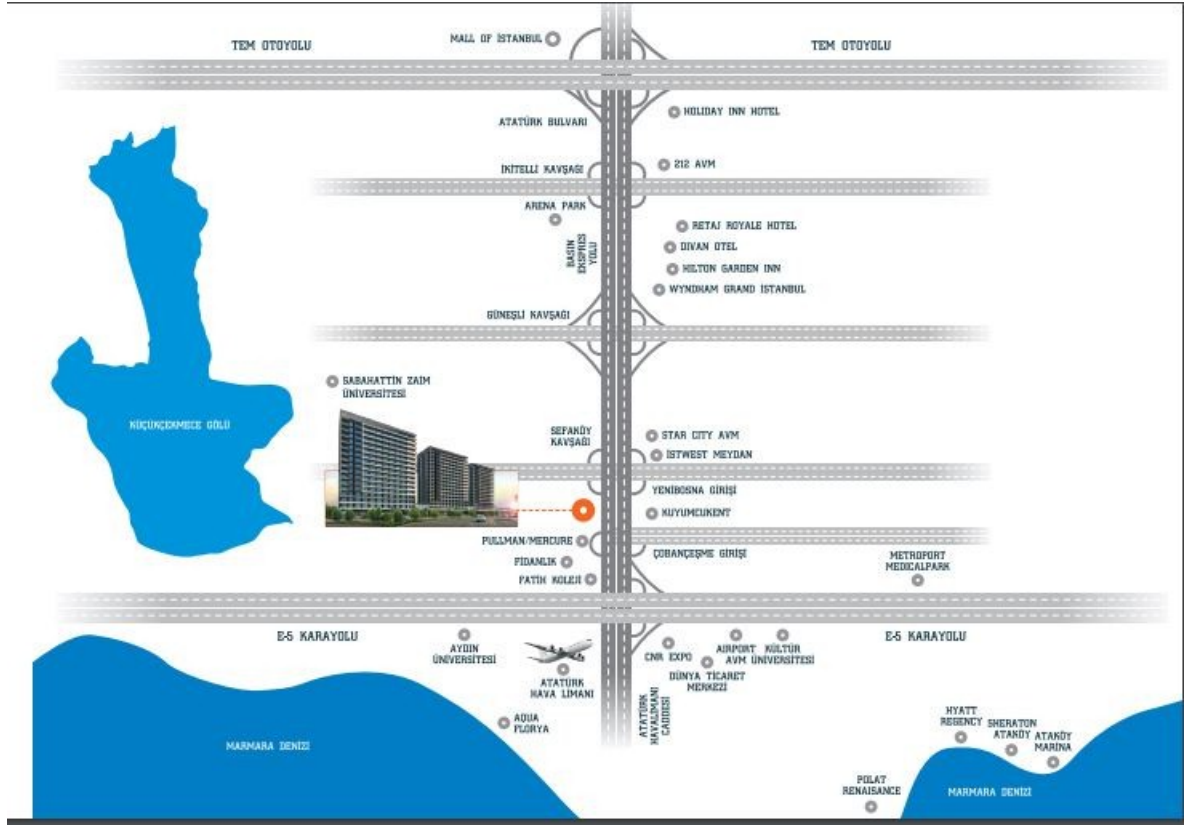 MALL OF İSTANBUL
TEM OTOYOLU
TEM OTOYOLU
HOLIDAY INN HOTEL
ATATÜRK BULVARI
212 AVM
İKİTELLİ KAVŞAĞI
ARENA PARK
BASIN
EKSPRES
YOLU
RETAJ ROYALE HOTEL
DIVAN OTEL
HILTON GARDEN INN
WYNDHAM GRAND ISTANBUL
GÜNEŞLİ KAVŞAĞI
SABAHATTİN ZAİM
ÜNİVERSİTESİ
KÜÇÜKÇEKMECE GÖLÜ
SEFAKÖY
KAVŞAĞI
STAR CITY AVM
İSTWEST MEYDAN
YENİBOSNA GİRİŞİ
KUYUMCUKENT
PULLMAN/MERCURE
FİDANLIK
FATİH KOLEJİ
ÇOBANÇEŞME GİRİŞİ
METROPORT
MEDICALPARK
E-5 KARAYOLU
E-5 KARAYOLU
AYDIN
ÜNİVERSİTESİ
ATATÜRK
HAVA LİMANI
CNR EXPO
AIRPORT
AVM
KÜLTÜR
ÜNİVERSİTESİ
DÜNYA TİCARET
MERKEZİ
ATATÜRK
HAVALİMANI
CADDESİ
AQUA
FLORYA
MARMARA DENİZİ
HYATT
REGENCY
SHERATON
ATAKÖY
ATAKÖY
MARINA
POLAT
RENAISANCE
MARMARA DENİZİ